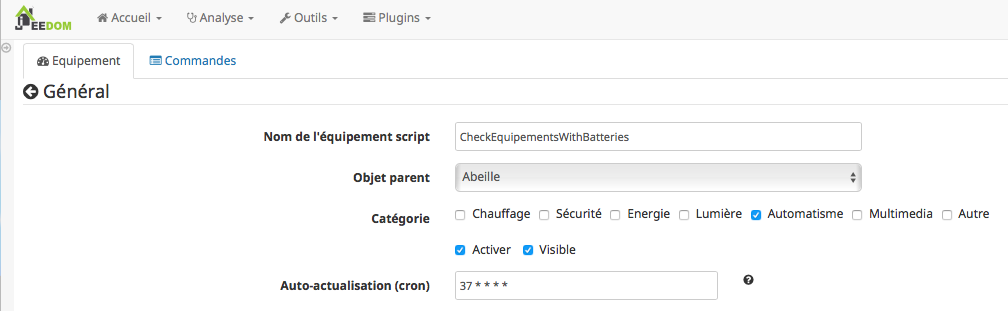 JEEDOM Accueil Analyse Outils Plugins
Equipement Commandes
Général
Nom de l'équipement script CheckEquipementsWithBatteries
Objet parent Abeille
Catégorie Chauffage Sécurité Energie Lumière Automatisme Multimedia Autre
Activer Visible
Auto-actualisation (cron) 37 * * * * ?